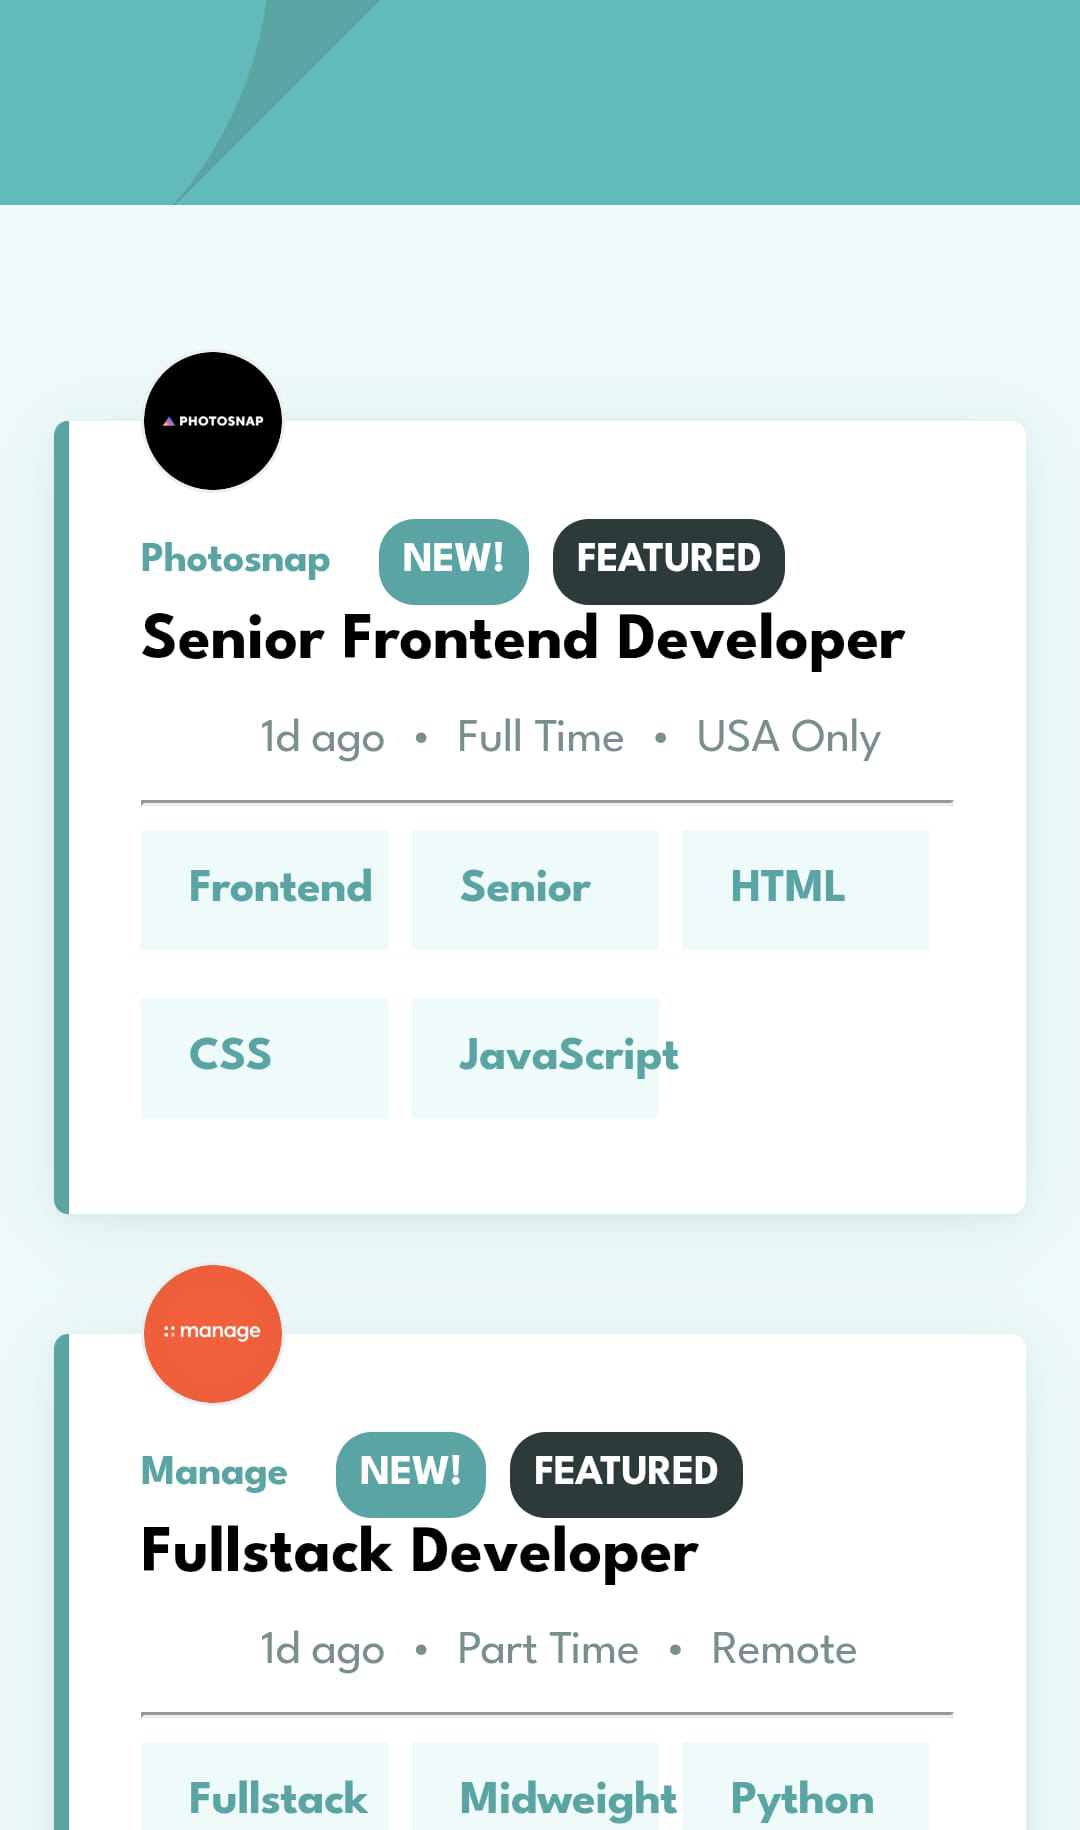 PHOTOSNAP
Photosnap NEW! FEATURED
Senior Frontend Developer
1d ago • Full Time • USA Only
Frontend Senior HTML
CSS JavaScript
manage
Manage NEW! FEATURED
Fullstack Developer
1d ago • Part Time • Remote
Fullstack Midweight Python